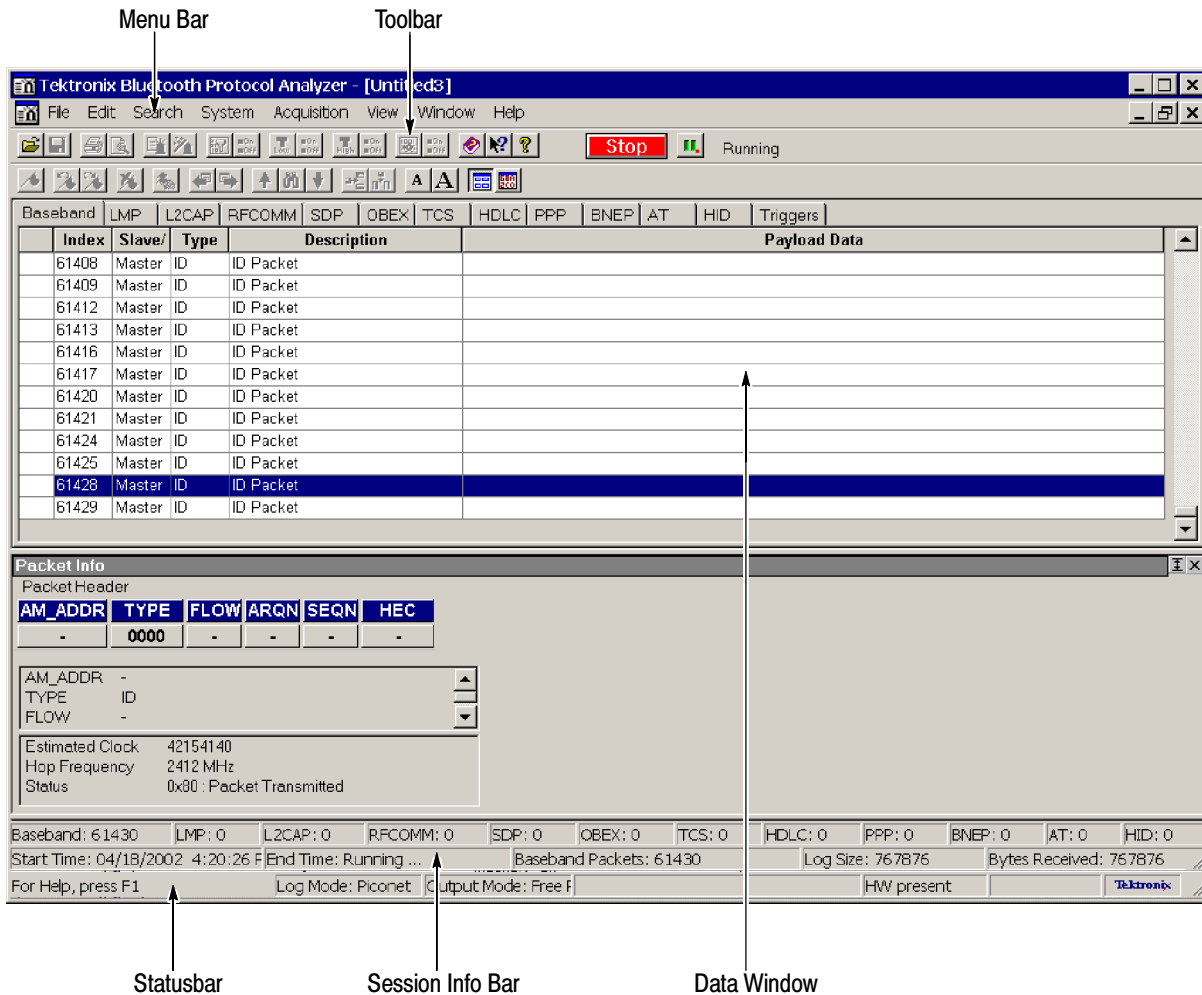 Menu Bar Toolbar
Tektronix Bluetooth Protocol Analyzer - [Untitled3]
File Edit Search System Acquisition View Window Help
Stop Running
A A
Baseband LMP L2CAP RFCOMM SDP OBEX TCS HDLC PPP BNEP AT HID Triggers
Index Slave/ Type Description Payload Data
61408 Master ID ID Packet
61409 Master ID ID Packet
61412 Master ID ID Packet
61413 Master ID ID Packet
61416 Master ID ID Packet
61417 Master ID ID Packet
61420 Master ID ID Packet
61421 Master ID ID Packet
61424 Master ID ID Packet
61425 Master ID ID Packet
61428 Master ID ID Packet
61429 Master ID ID Packet
Packet Info
Packet Header
AM_ADDR TYPE FLOW ARQN SEQN HEC
- 0000 - - - -
AM_ADDR -
TYPE ID
FLOW -
Estimated Clock 42154140
Hop Frequency 2412 MHz
Status 0x80 : Packet Transmitted
Baseband: 61430 LMP: 0 L2CAP: 0 RFCOMM: 0 SDP: 0 OBEX: 0 TCS: 0 HDLC: 0 PPP: 0 BNEP: 0 AT: 0 HID: 0
Start Time: 04/18/2002 4:20:26 End Time: Running ... Baseband Packets: 61430 Log Size: 767876 Bytes Received: 767876
For Help, press F1 Log Mode: Piconet Output Mode: Free HW present Tektronix
Statusbar Session Info Bar Data Window